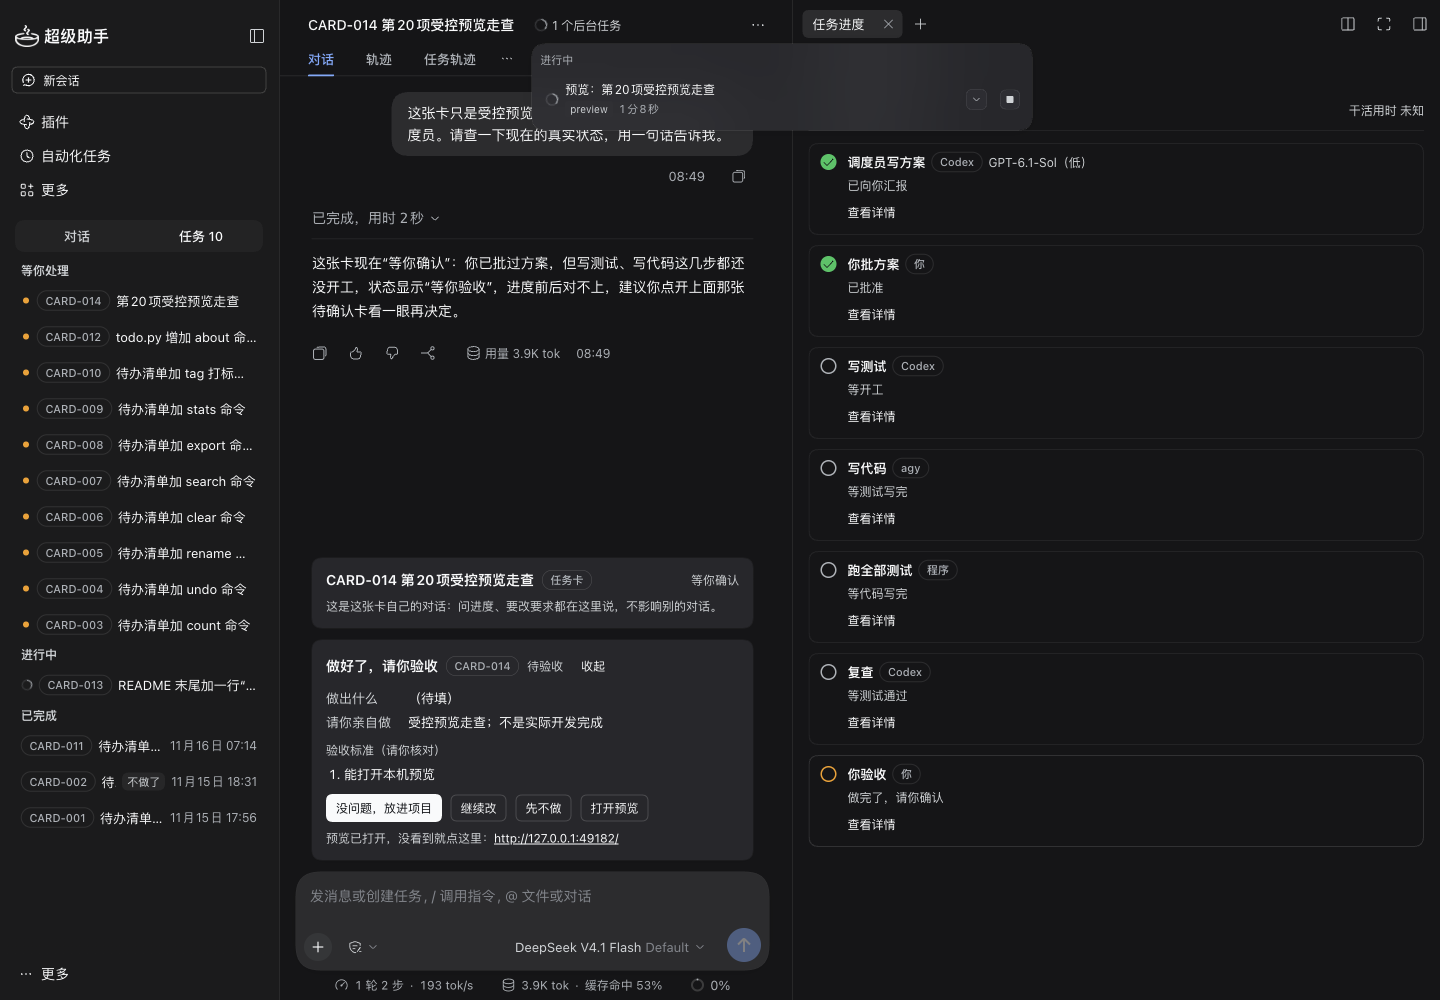 超级助手
新会话
插件
自动化任务
更多
对话
任务 10
等你处理
CARD-014 第20项受控预览走查
CARD-012 todo.py 增加 about 命...
CARD-010 待办清单加 tag 打标...
CARD-009 待办清单加 stats 命令
CARD-008 待办清单加 export 命...
CARD-007 待办清单加 search 命令
CARD-006 待办清单加 clear 命令
CARD-005 待办清单加 rename ...
CARD-004 待办清单加 undo 命令
CARD-003 待办清单加 count 命令
进行中
CARD-013 README 末尾加一行“...
已完成
CARD-011 待办清单... 11月16日 07:14
CARD-002 待 不做了 11月15日 18:31
CARD-001 待办清单... 11月15日 17:56
··· 更多
CARD-014 第20项受控预览走查
1 个后台任务
···
对话
轨迹
任务轨迹
···
进行中
预览：第20项受控预览走查
preview 1分8秒
这张卡只是受控预览
度员。请查一下现在的真实状态，用一句话告诉我。
08:49
已完成，用时 2秒
这张卡现在“等你确认”：你已批过方案，但写测试、写代码这几步都还
没开工，状态显示“等你验收”，进度前后对不上，建议你点开上面那张
待确认卡看一眼再决定。
用量 3.9K tok 08:49
CARD-014 第20项受控预览走查 任务卡 等你确认
这是这张卡自己的对话：问进度、要改要求都在这里说，不影响别的对话。
做好了，请你验收 CARD-014 待验收 收起
做出什么 （待填）
请你亲自做 受控预览走查；不是实际开发完成
验收标准（请你核对）
1. 能打开本机预览
没问题，放进项目 继续改 先不做 打开预览
预览已打开，没看到就点这里：http://127.0.0.1:49182/
发消息或创建任务, / 调用指令, @ 文件或对话
DeepSeek V4.1 Flash Default
1 轮 2 步 · 193 tok/s 3.9K tok · 缓存命中 53% 0%
任务进度
干活用时 未知
调度员写方案 Codex GPT-6.1-Sol（低）
已向你汇报
查看详情
你批方案 你
已批准
查看详情
写测试 Codex
等开工
查看详情
写代码 agy
等测试写完
查看详情
跑全部测试 程序
等代码写完
查看详情
复查 Codex
等测试通过
查看详情
你验收 你
做完了，请你确认
查看详情